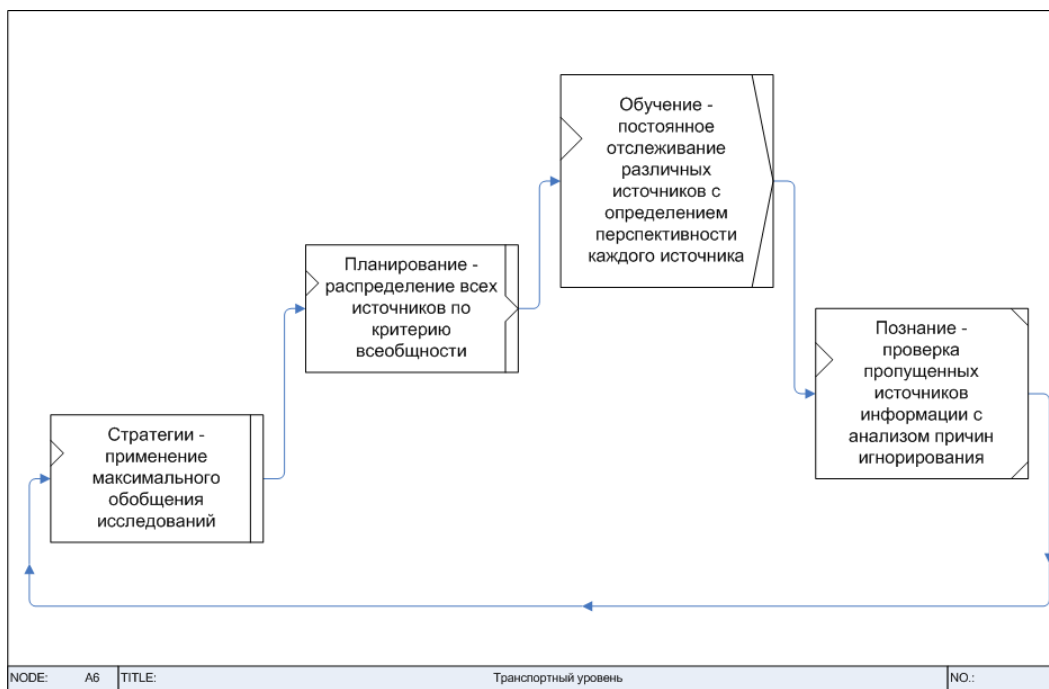 Обучение -
постоянное
отслеживание
различных
источников с
определением
перспективности
каждого источника
Планирование -
распределение всех
источников по
критерию
всеобщности
Познание -
проверка
пропущенных
источников
информации с
анализом причин
игнорирования
Стратегии -
применение
максимального
обобщения
исследований
NODE: A6 TITLE: Транспортный уровень NO.: